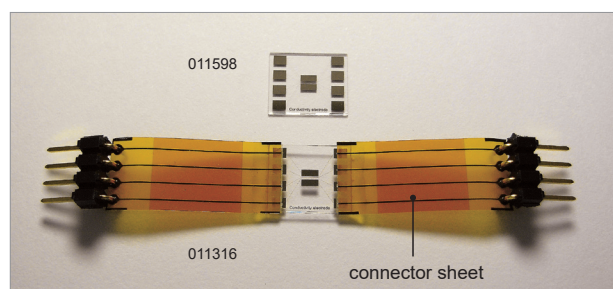 011598
Conductivity electrode
Conductivity electrode
011316
connector sheet